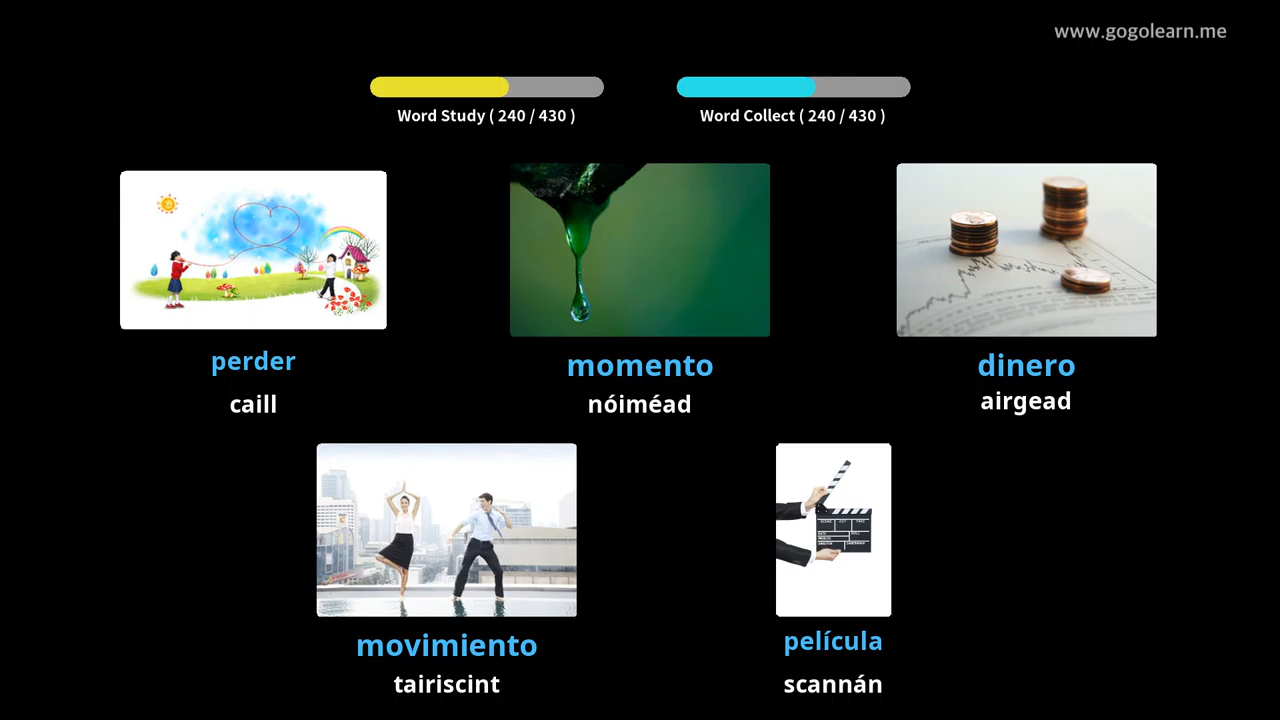 www.gogolearn.me
Word Study ( 240 / 430 )
Word Collect ( 240 / 430 )
perder
caill
momento
nóiméad
dinero
airgead
movimiento
tairiscint
película
scannán